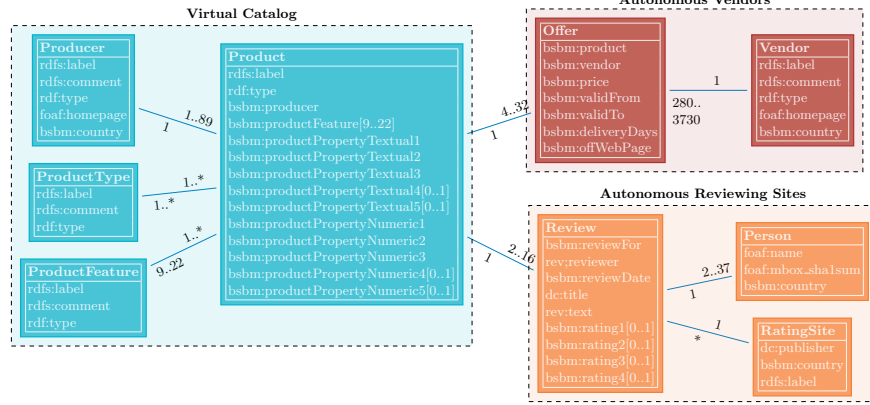 Virtual Catalog
Producer
rdfs:label
rdfs:comment
rdf:type
foaf:homepage
bsbm:country
1..89
1
ProductType
rdfs:label
rdfs:comment
rdf:type
1..*
1..*
ProductFeature
rdfs:label
rdfs:comment
rdf:type
1..*
9..22
Product
rdfs:label
rdf:type
bsbm:producer
bsbm:productFeature[9..22]
bsbm:productPropertyTextual1
bsbm:productPropertyTextual2
bsbm:productPropertyTextual3
bsbm:productPropertyTextual4[0..1]
bsbm:productPropertyTextual5[0..1]
bsbm:productPropertyNumeric1
bsbm:productPropertyNumeric2
bsbm:productPropertyNumeric3
bsbm:productPropertyNumeric4[0..1]
bsbm:productPropertyNumeric5[0..1]
4..32
1
2..16
1
Autonomous Vendors
Offer
bsbm:product
bsbm:vendor
bsbm:price
bsbm:validFrom
bsbm:validTo
bsbm:deliveryDays
bsbm:offWebPage
1
280..
3730
Vendor
rdfs:label
rdfs:comment
rdf:type
foaf:homepage
bsbm:country
Autonomous Reviewing Sites
Review
bsbm:reviewFor
rev:reviewer
bsbm:reviewDate
dc:title
rev:text
bsbm:rating1[0..1]
bsbm:rating2[0..1]
bsbm:rating3[0..1]
bsbm:rating4[0..1]
2..37
1
Person
foaf:name
foaf:mbox_sha1sum
bsbm:country
1
*
RatingSite
dc:publisher
bsbm:country
rdfs:label